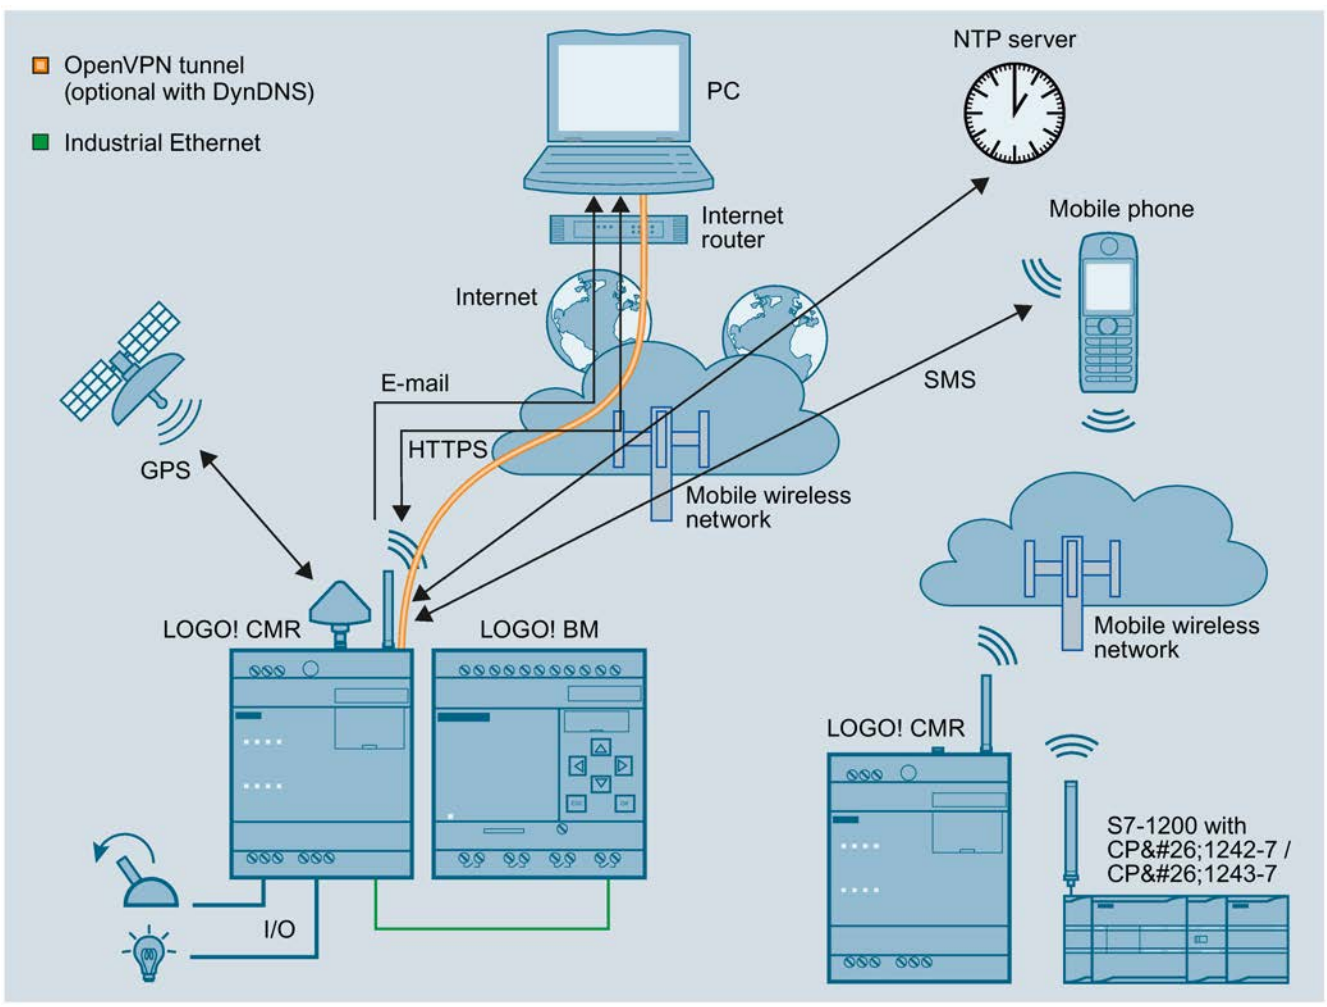 OpenVPN tunnel
(optional with DynDNS)
Industrial Ethernet
PC
NTP server
Internet
router
Mobile phone
Internet
E-mail
SMS
HTTPS
GPS
Mobile wireless
network
LOGO! CMR
LOGO! BM
Mobile wireless
network
LOGO! CMR
ESC
OK
S7-1200 with
CP&#26;1242-7 /
CP&#26;1243-7
I/O